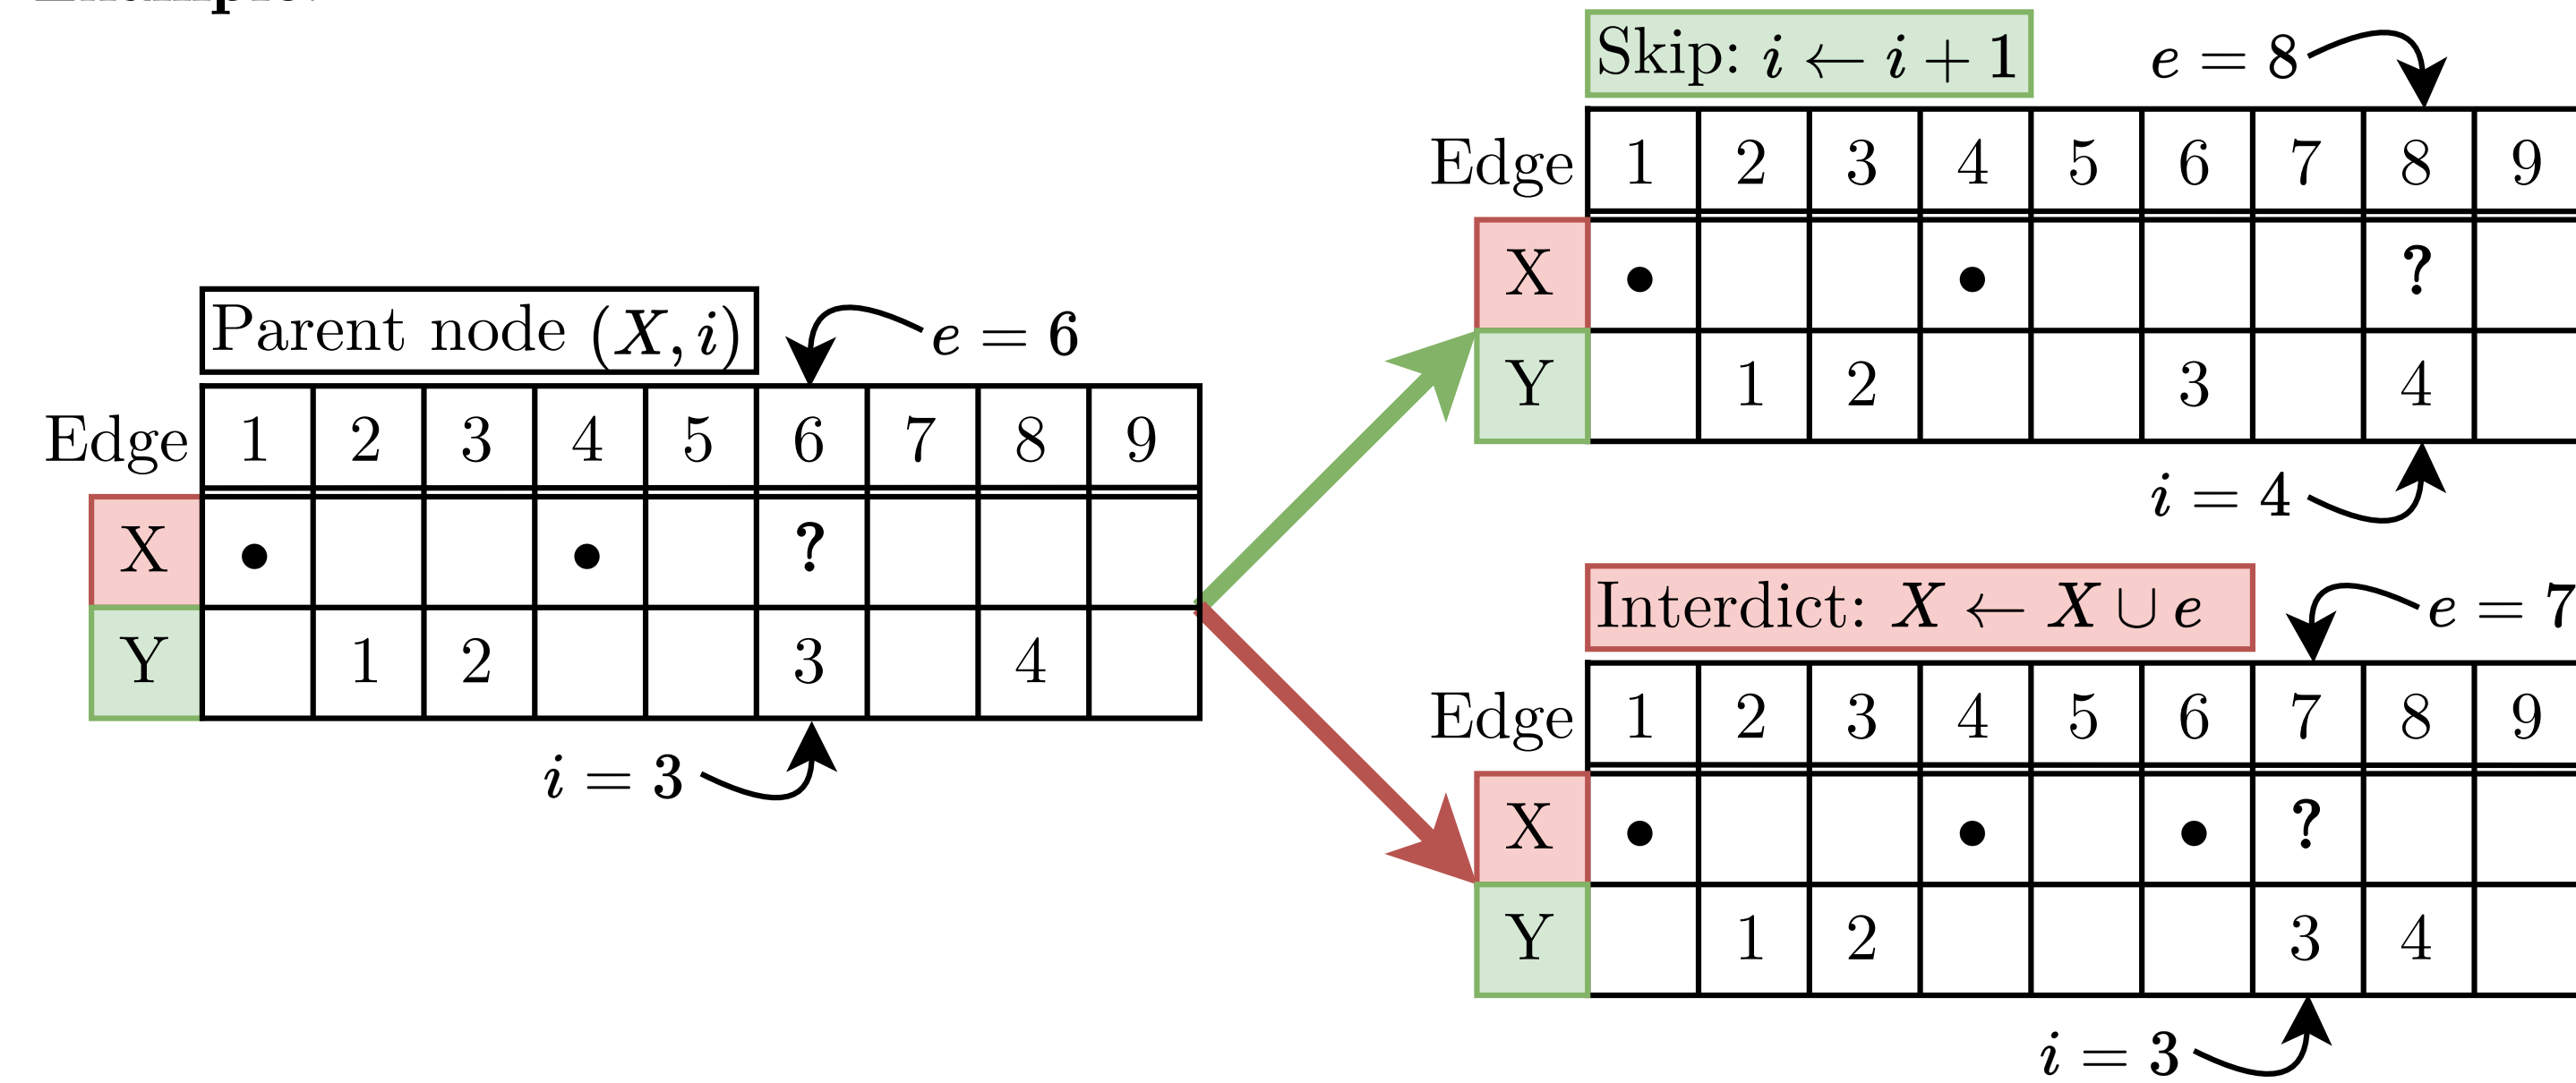 Example:
Parent node (X, i)
e = 6
Edge 1 2 3 4 5 6 7 8 9
X • • ?
Y 1 2 3 4
i = 3
Skip: i ← i + 1
e = 8
Edge 1 2 3 4 5 6 7 8 9
X • • ?
Y 1 2 3 4
i = 4
Interdict: X ← X ∪ e
e = 7
Edge 1 2 3 4 5 6 7 8 9
X • • • ?
Y 1 2 3 4
i = 3